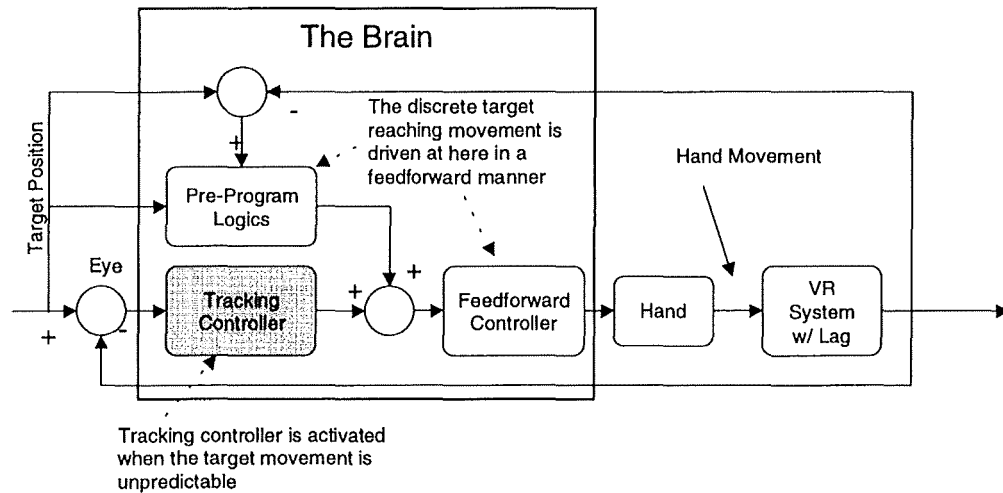 The Brain
The discrete target
reaching movement is
driven at here in a
feedforward manner
-
+
Hand Movement
Target Position
Pre-Program
Logics
Eye
+
+
Tracking
Controller
Feedforward
Controller
Hand
VR
System
w/ Lag
+
-
Tracking controller is activated
when the target movement is
unpredictable